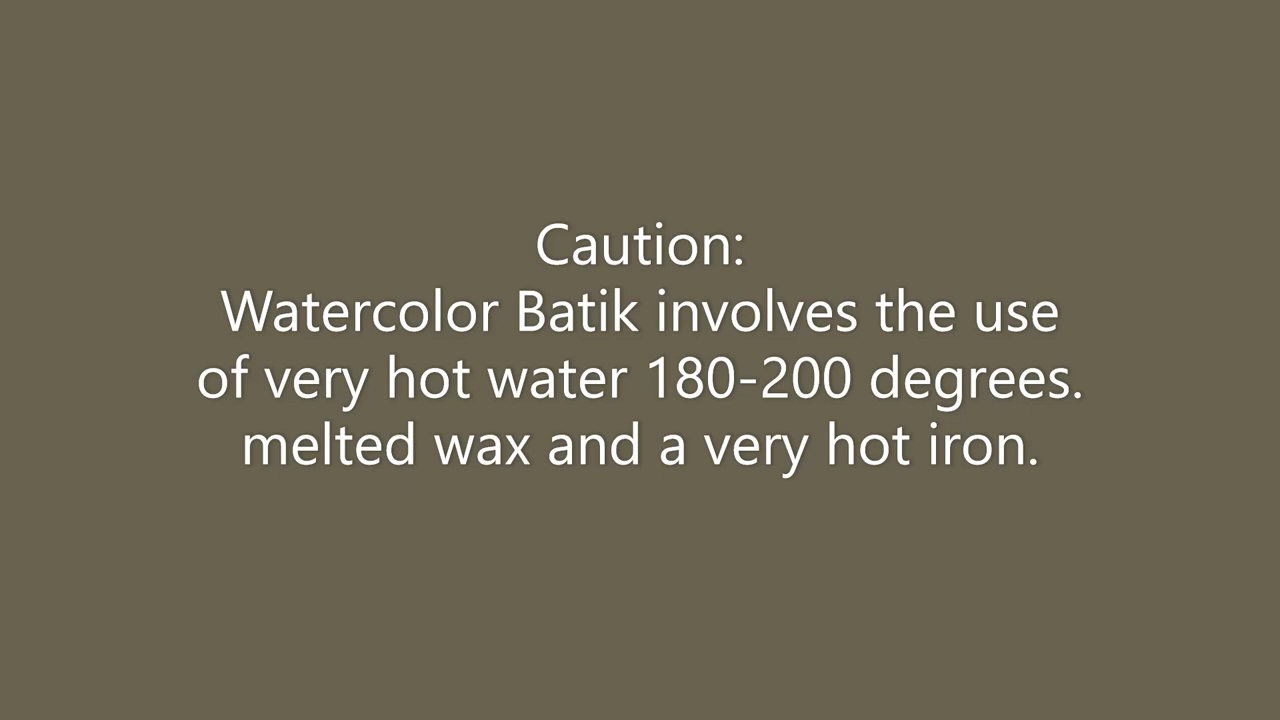 Caution:
Watercolor Batik involves the use
of very hot water 180-200 degrees.
melted wax and a very hot iron.